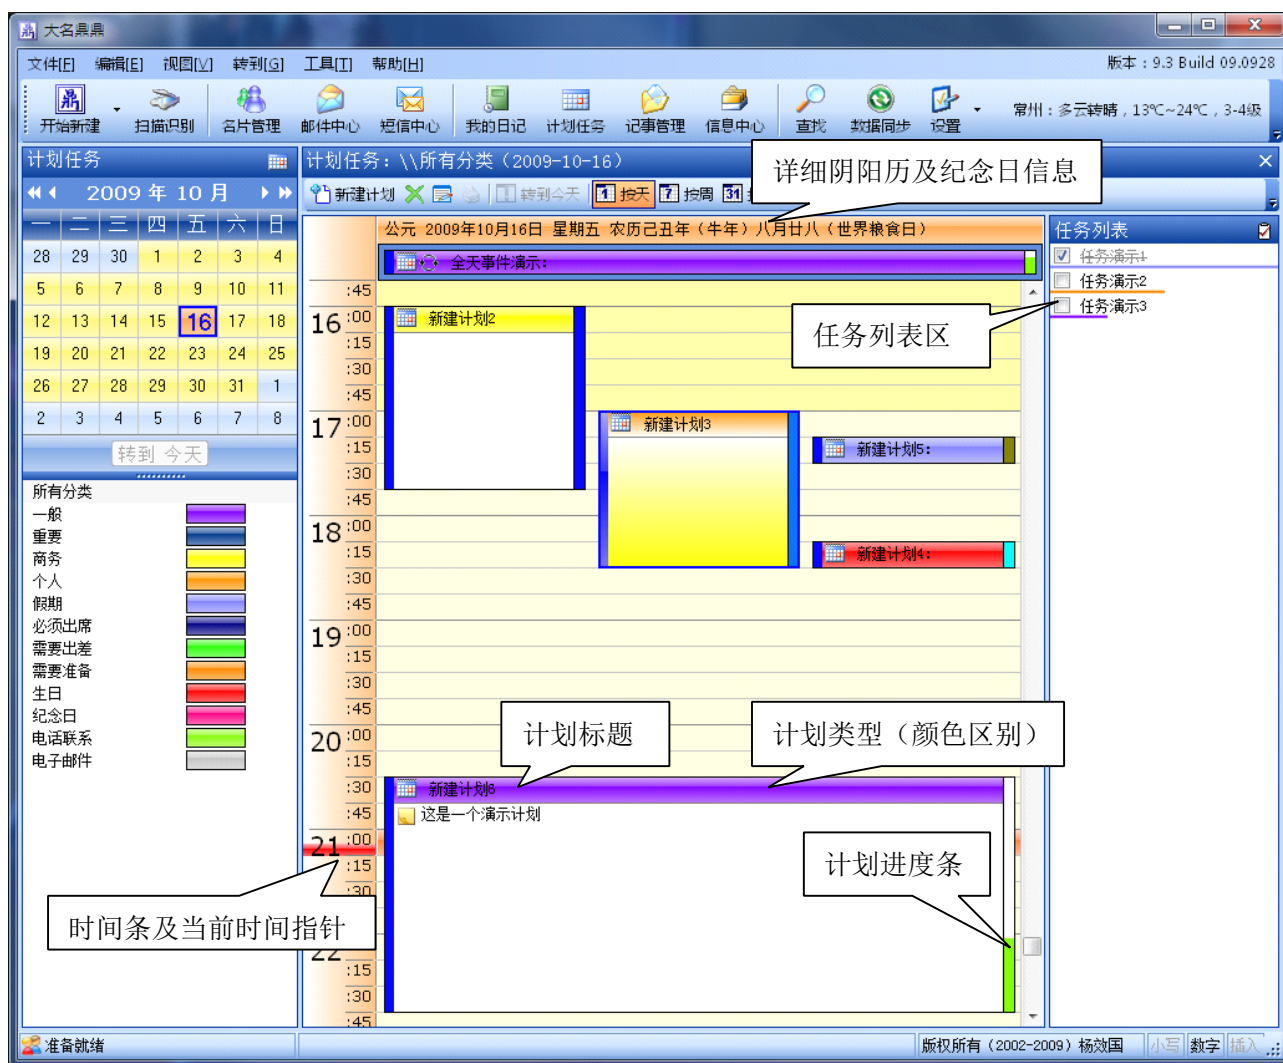 大名鼎鼎
文件[F] 编辑[E] 视图[V] 转到[G] 工具[T] 帮助[H] 版本：9.3 Build 09.0928
开始新建 扫描识别 名片管理 邮件中心 短信中心 我的日记 计划任务 记事管理 信息中心 查找 数据同步 设置 常州：多云转晴，13℃~24℃，3-4级
计划任务
2009 年 10 月
一 二 三 四 五 六 日
28 29 30 1 2 3 4
5 6 7 8 9 10 11
12 13 14 15 16 17 18
19 20 21 22 23 24 25
26 27 28 29 30 31 1
2 3 4 5 6 7 8
转到 今天
所有分类
一般
重要
商务
个人
假期
必须出席
需要出差
需要准备
生日
纪念日
电话联系
电子邮件
计划任务：\\所有分类（2009-10-16）
新建计划 转到今天 1 按天 7 按周 31
详细阴阳历及纪念日信息
公元 2009年10月16日 星期五 农历己丑年（牛年）八月廿八（世界粮食日）
全天事件演示：
:45
16 :00 新建计划2
:15
:30
:45
17 :00 新建计划3
:15 新建计划5：
:30
:45
18 :00
:15 新建计划4：
:30
:45
19 :00
:15
:30
:45
20 :00
:15
:30 新建计划6
:45 这是一个演示计划
21 :00
:15
:30
22
:15
:30
:45
计划标题
计划类型（颜色区别）
计划进度条
时间条及当前时间指针
任务列表
任务演示1
任务演示2
任务演示3
任务列表区
准备就绪 版权所有（2002-2009）杨效国 小写 数字 插入